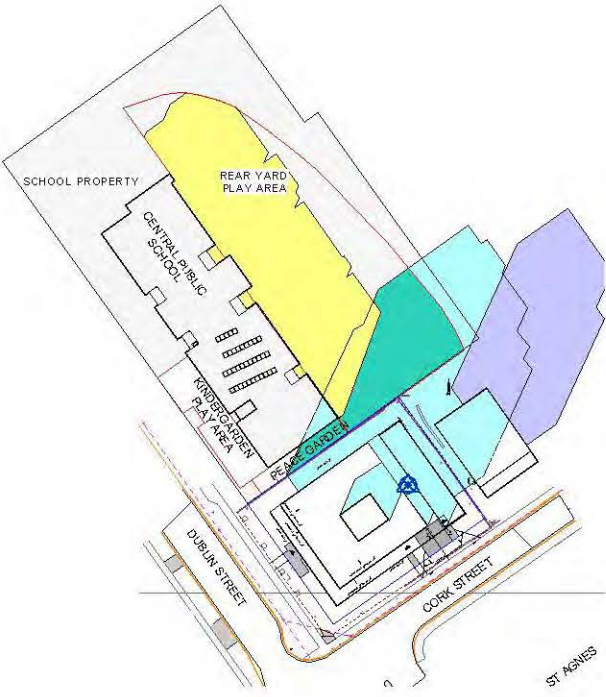 SCHOOL PROPERTY
REAR YARD
PLAY AREA
CENTRAL PUBLIC
SCHOOL
KINDERGARDEN
PLAY AREA
PEACE GARDEN
DUBLIN STREET
CORK STREET
ST AGNES